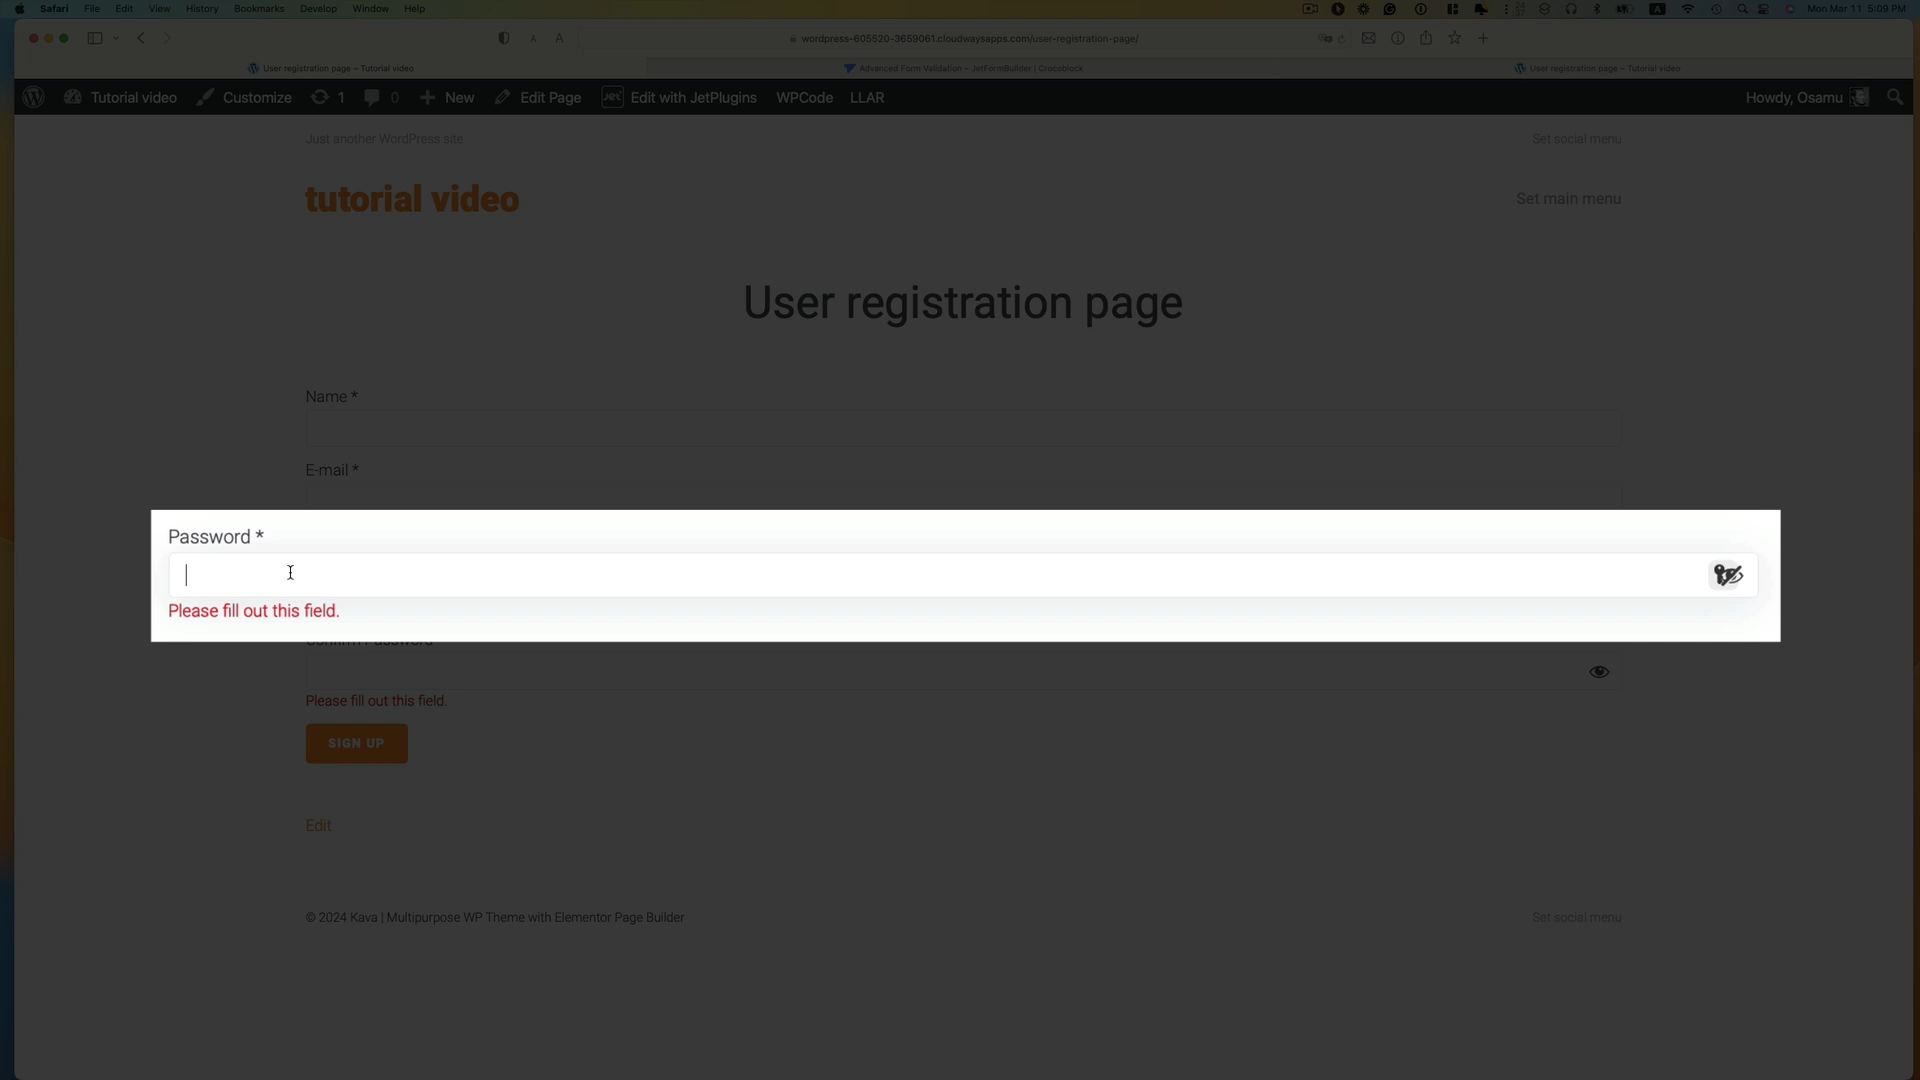 Safari File Edit View History Bookmarks Develop Window Help Mon Mar 11 5:09 PM
A A wordpress-605520-3659061.cloudwaysapps.com/user-registration-page/
User registration page – Tutorial video Advanced Form Validation – JetFormBuilder | Crocoblock User registration page – Tutorial video
Tutorial video Customize 1 0 New Edit Page Edit with JetPlugins WPCode LLAR Howdy, Osamu
Just another WordPress site Set social menu
tutorial video Set main menu
User registration page
Name *
E-mail *
Password *
Please fill out this field.
Confirm Password
Please fill out this field.
SIGN UP
Edit
© 2024 Kava | Multipurpose WP Theme with Elementor Page Builder Set social menu